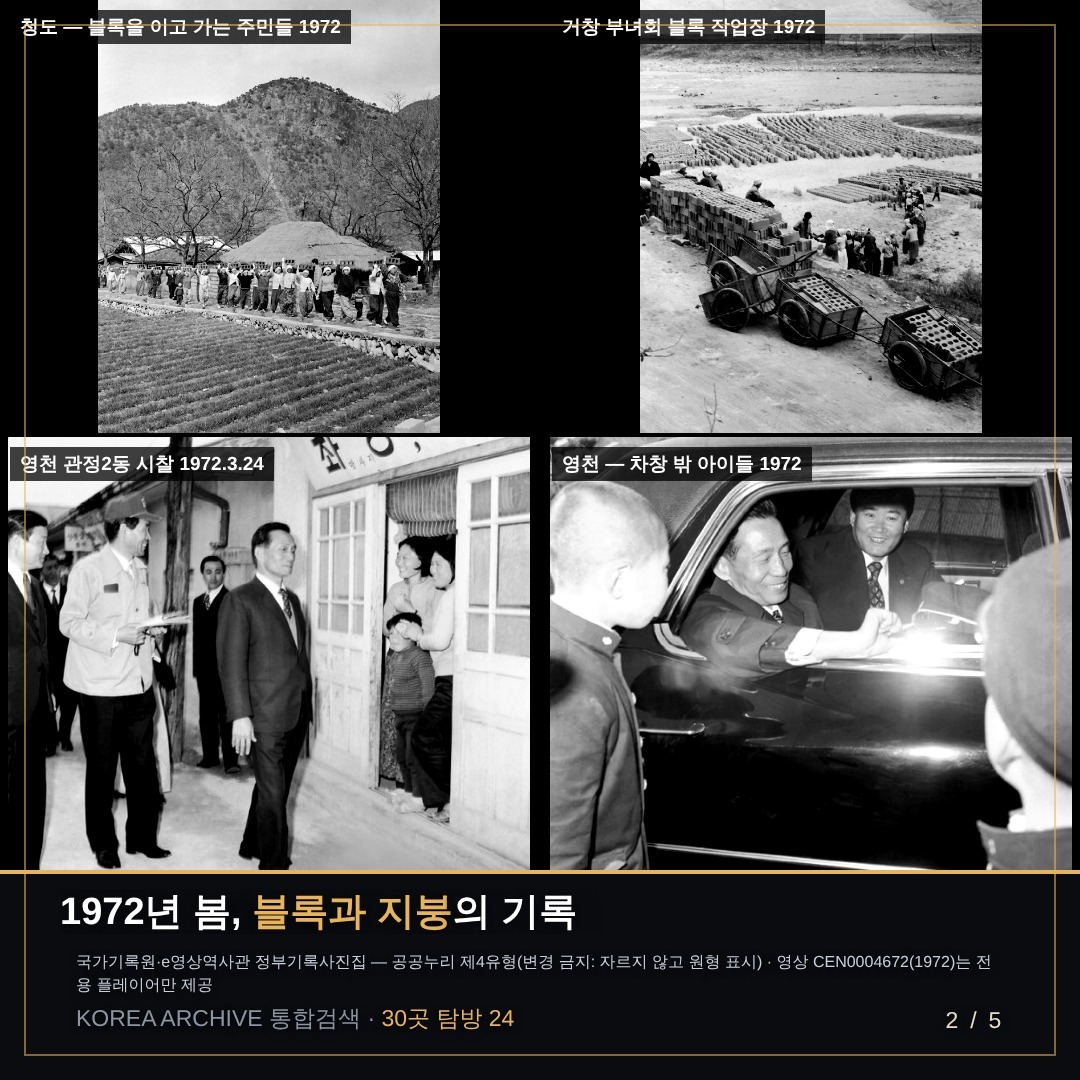 청도 — 블록을 이고 가는 주민들 1972
거창 부녀회 블록 작업장 1972
영천 관정2동 시찰 1972.3.24
영천 — 차창 밖 아이들 1972
1972년 봄, 블록과 지붕의 기록
국가기록원·e영상역사관 정부기록사진집 — 공공누리 제4유형(변경 금지: 자르지 않고 원형 표시) · 영상 CEN0004672(1972)는 전
용 플레이어만 제공
KOREA ARCHIVE 통합검색 · 30곳 탐방 24
2 / 5